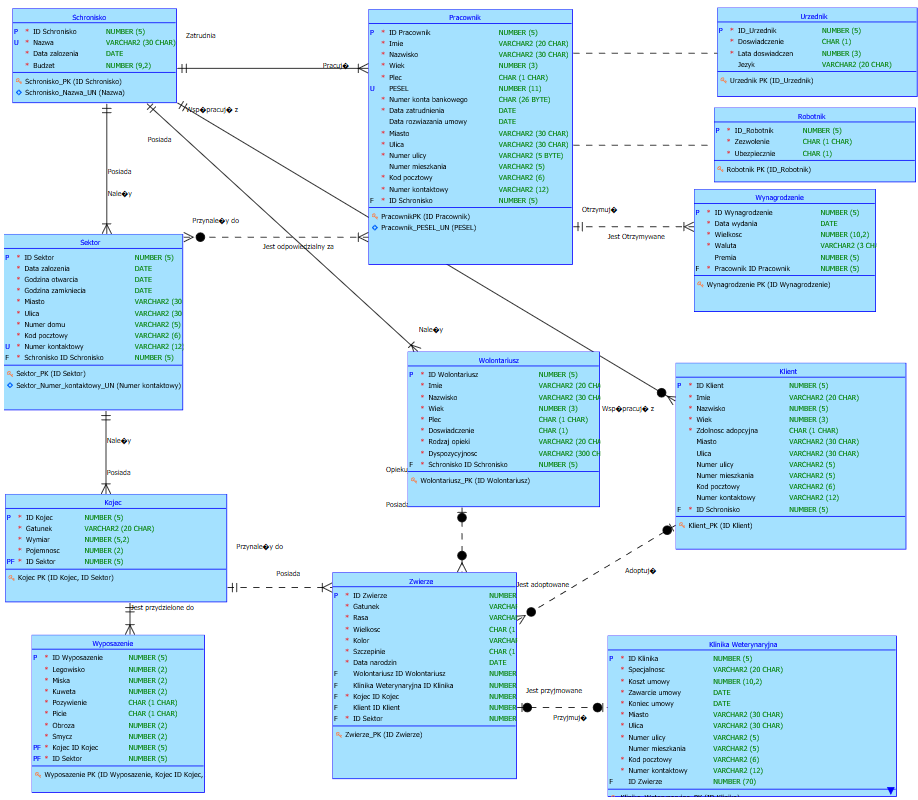 Schronisko
P * ID Schronisko NUMBER (5)
U * Nazwa VARCHAR2 (30 CHAR)
* Data zalozenia DATE
* Budzet NUMBER (9,2)
Schronisko_PK (ID Schronisko)
Schronisko_Nazwa_UN (Nazwa)
Zatrudnia
Pracuj�
Wsp�pracuj� z
Posiada
Posiada
Nale�y
Pracownik
P * ID Pracownik NUMBER (5)
* Imie VARCHAR2 (20 CHAR)
* Nazwisko VARCHAR2 (30 CHAR)
* Wiek NUMBER (3)
* Plec CHAR (1 CHAR)
U PESEL NUMBER (11)
* Numer konta bankowego CHAR (26 BYTE)
* Data zatrudnienia DATE
Data rozwiazania umowy DATE
* Miasto VARCHAR2 (30 CHAR)
* Ulica VARCHAR2 (30 CHAR)
* Numer ulicy VARCHAR2 (5 BYTE)
Numer mieszkania VARCHAR2 (5)
* Kod pocztowy VARCHAR2 (6)
* Numer kontaktowy VARCHAR2 (12)
F * ID Schronisko NUMBER (5)
PracownikPK (ID Pracownik)
Pracownik_PESEL_UN (PESEL)
Urzednik
P * ID_Urzednik NUMBER (5)
* Doswiadczenie CHAR (1)
* Lata doswiadczen NUMBER (3)
Jezyk VARCHAR2 (20 CHAR)
Urzednik PK (ID_Urzednik)
Robotnik
P * ID_Robotnik NUMBER (5)
* Zezwolenie CHAR (1 CHAR)
* Ubezpiecznie CHAR (1)
Robotnik PK (ID_Robotnik)
Otrzymuj�
Jest Otrzymywane
Wynagrodzenie
P * ID Wynagrodzenie NUMBER (5)
* Data wydania DATE
* Wielkosc NUMBER (10,2)
* Waluta VARCHAR2 (3 CH
Premia NUMBER (5)
F * Pracownik ID Pracownik NUMBER (5)
Wynagrodzenie PK (ID Wynagrodzenie)
Przynale�y do
Jest odpowiedzialny za
Sektor
P * ID Sektor NUMBER (5)
* Data zalozenia DATE
* Godzina otwarcia DATE
* Godzina zamkniecia DATE
* Miasto VARCHAR2 (30
* Ulica VARCHAR2 (30
* Numer domu VARCHAR2 (5)
* Kod pocztowy VARCHAR2 (6)
U * Numer kontaktowy VARCHAR2 (12
F * Schronisko ID Schronisko NUMBER (5)
Sektor_PK (ID Sektor)
Sektor_Numer_kontaktowy_UN (Numer kontaktowy)
Nale�y
Posiada
Nale�y
Wolontariusz
P * ID Wolontariusz NUMBER (5)
* Imie VARCHAR2 (20 CHA
* Nazwisko VARCHAR2 (30 CHA
* Wiek NUMBER (3)
* Plec CHAR (1 CHAR)
* Doswiadczenie CHAR (1)
* Rodzaj opieki VARCHAR2 (20 CHA
* Dyspozycyjnosc VARCHAR2 (300 CH
F * Schronisko ID Schronisko NUMBER (5)
Wolontariusz_PK (ID Wolontariusz)
Opieku
Posiada
Wsp�pracuj� z
Klient
P * ID Klient NUMBER (5)
* Imie VARCHAR2 (20 CHAR)
* Nazwisko NUMBER (5)
* Wiek NUMBER (3)
* Zdolnosc adopcyjna CHAR (1 CHAR)
Miasto VARCHAR2 (30 CHAR)
Ulica VARCHAR2 (30 CHAR)
Numer ulicy VARCHAR2 (5)
Numer mieszkania VARCHAR2 (5)
Kod pocztowy VARCHAR2 (6)
Numer kontaktowy VARCHAR2 (12)
F * ID Schronisko NUMBER (5)
Klient_PK (ID Klient)
Kojec
P * ID Kojec NUMBER (5)
* Gatunek VARCHAR2 (20 CHAR)
* Wymiar NUMBER (5,2)
* Pojemnosc NUMBER (2)
PF * ID Sektor NUMBER (5)
Kojec PK (ID Kojec, ID Sektor)
Przynale�y do
Posiada
Jest przydzielone do
Jest adoptowane
Adoptuj�
Zwierze
P * ID Zwierze NUMBER
* Gatunek VARCHA
* Rasa VARCHA
* Wielkosc CHAR (1
* Kolor VARCHA
* Szczepinie CHAR (1
* Data narodzin DATE
F Wolontariusz ID Wolontariusz NUMBER
F Klinika Weterynaryjna ID Klinika NUMBER
F * Kojec ID Kojec NUMBER
F Klient ID Klient NUMBER
F * ID Sektor NUMBER
Zwierze_PK (ID Zwierze)
Jest przyjmowane
Przyjmuj�
Wyposazenie
P * ID Wyposazenie NUMBER (5)
* Legowisko NUMBER (2)
* Miska NUMBER (2)
* Kuweta NUMBER (2)
* Pozywienie CHAR (1 CHAR)
* Picie CHAR (1 CHAR)
* Obroza NUMBER (2)
* Smycz NUMBER (2)
PF * Kojec ID Kojec NUMBER (5)
PF * ID Sektor NUMBER (5)
Wyposazenie PK (ID Wyposazenie, Kojec ID Kojec,
Klinika Weterynaryjna
P * ID Klinika NUMBER (5)
* Specjalnosc VARCHAR2 (20 CHAR)
* Koszt umowy NUMBER (10,2)
* Zawarcie umowy DATE
* Koniec umowy DATE
* Miasto VARCHAR2 (30 CHAR)
* Ulica VARCHAR2 (30 CHAR)
* Numer ulicy VARCHAR2 (5)
Numer mieszkania VARCHAR2 (5)
* Kod pocztowy VARCHAR2 (6)
* Numer kontaktowy VARCHAR2 (12)
F ID Zwierze NUMBER (70)